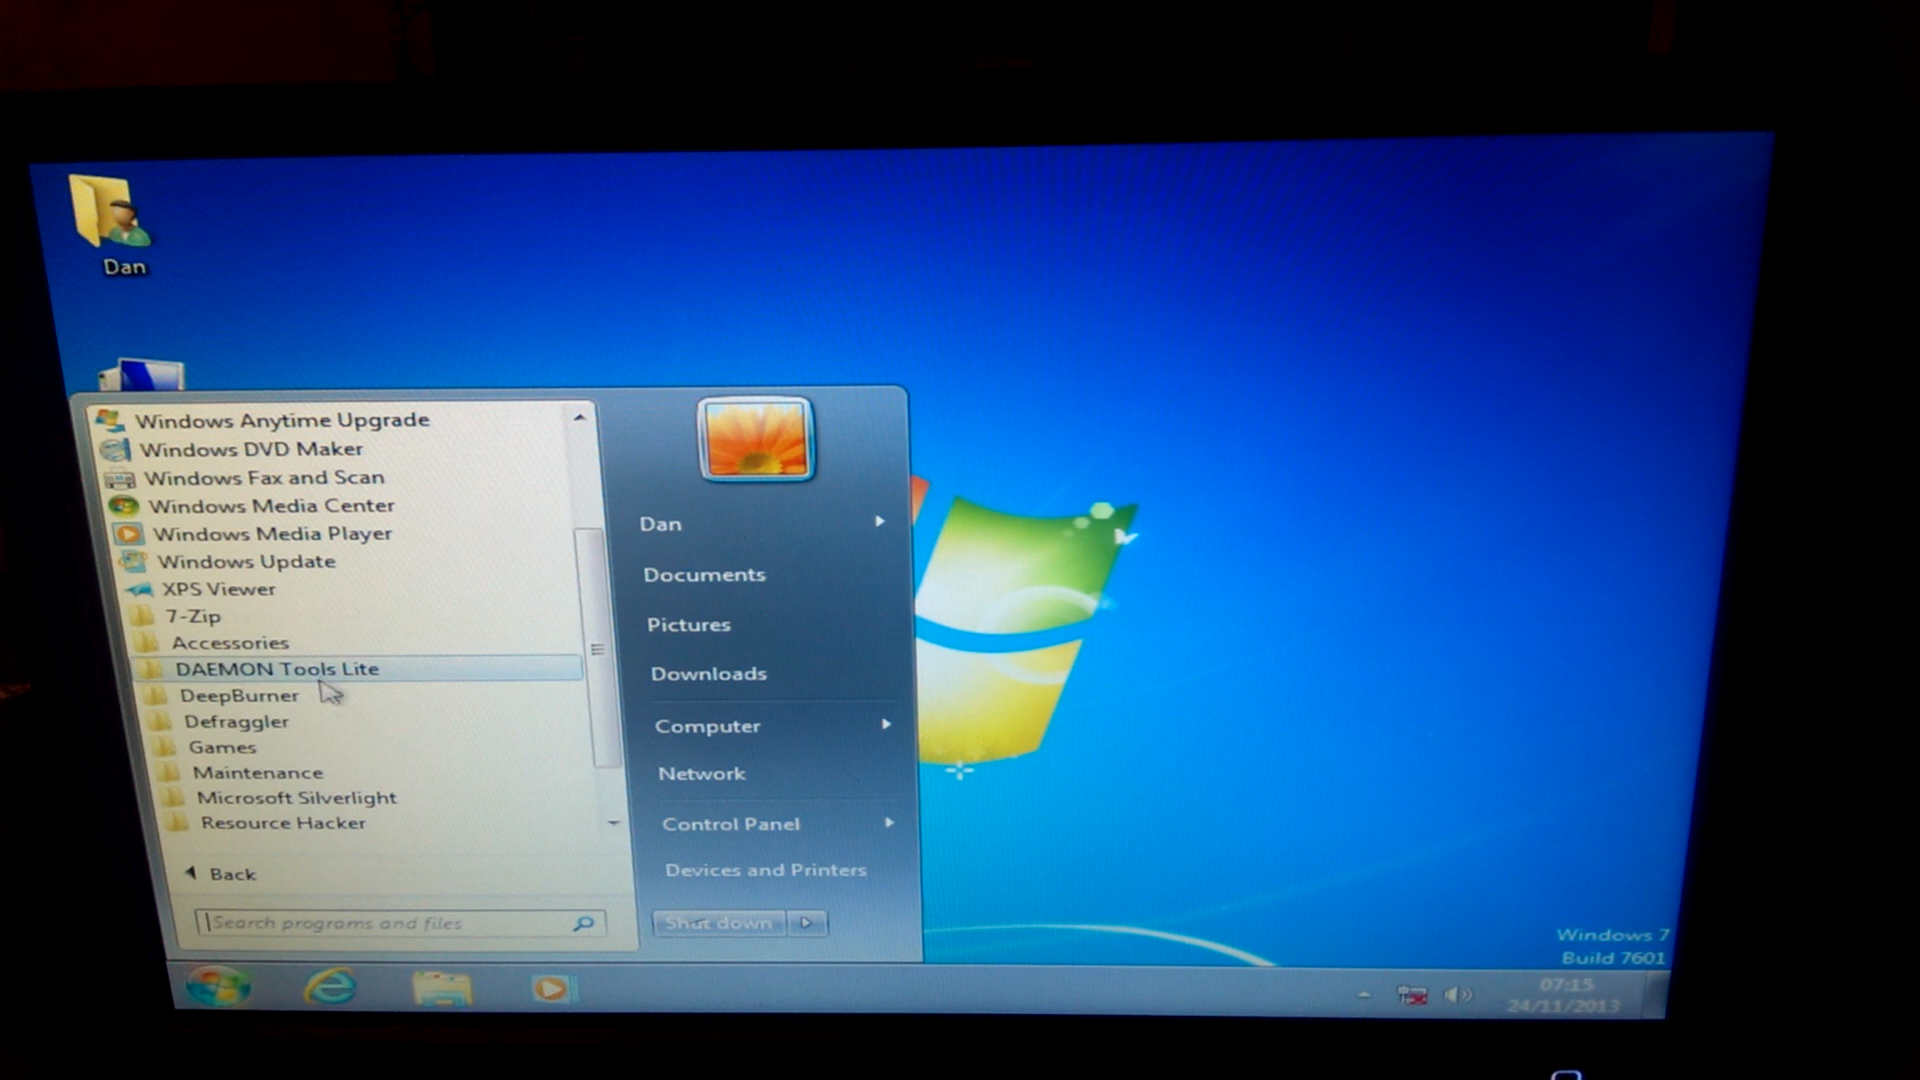 Dan
Windows Anytime Upgrade
Windows DVD Maker
Windows Fax and Scan
Windows Media Center
Windows Media Player
Windows Update
XPS Viewer
7-Zip
Accessories
DAEMON Tools Lite
DeepBurner
Defraggler
Games
Maintenance
Microsoft Silverlight
Resource Hacker
Back
Search programs and files
Dan
Documents
Pictures
Downloads
Computer
Network
Control Panel
Devices and Printers
Shut down
Windows 7
Build 7601
07:15
24/11/2013